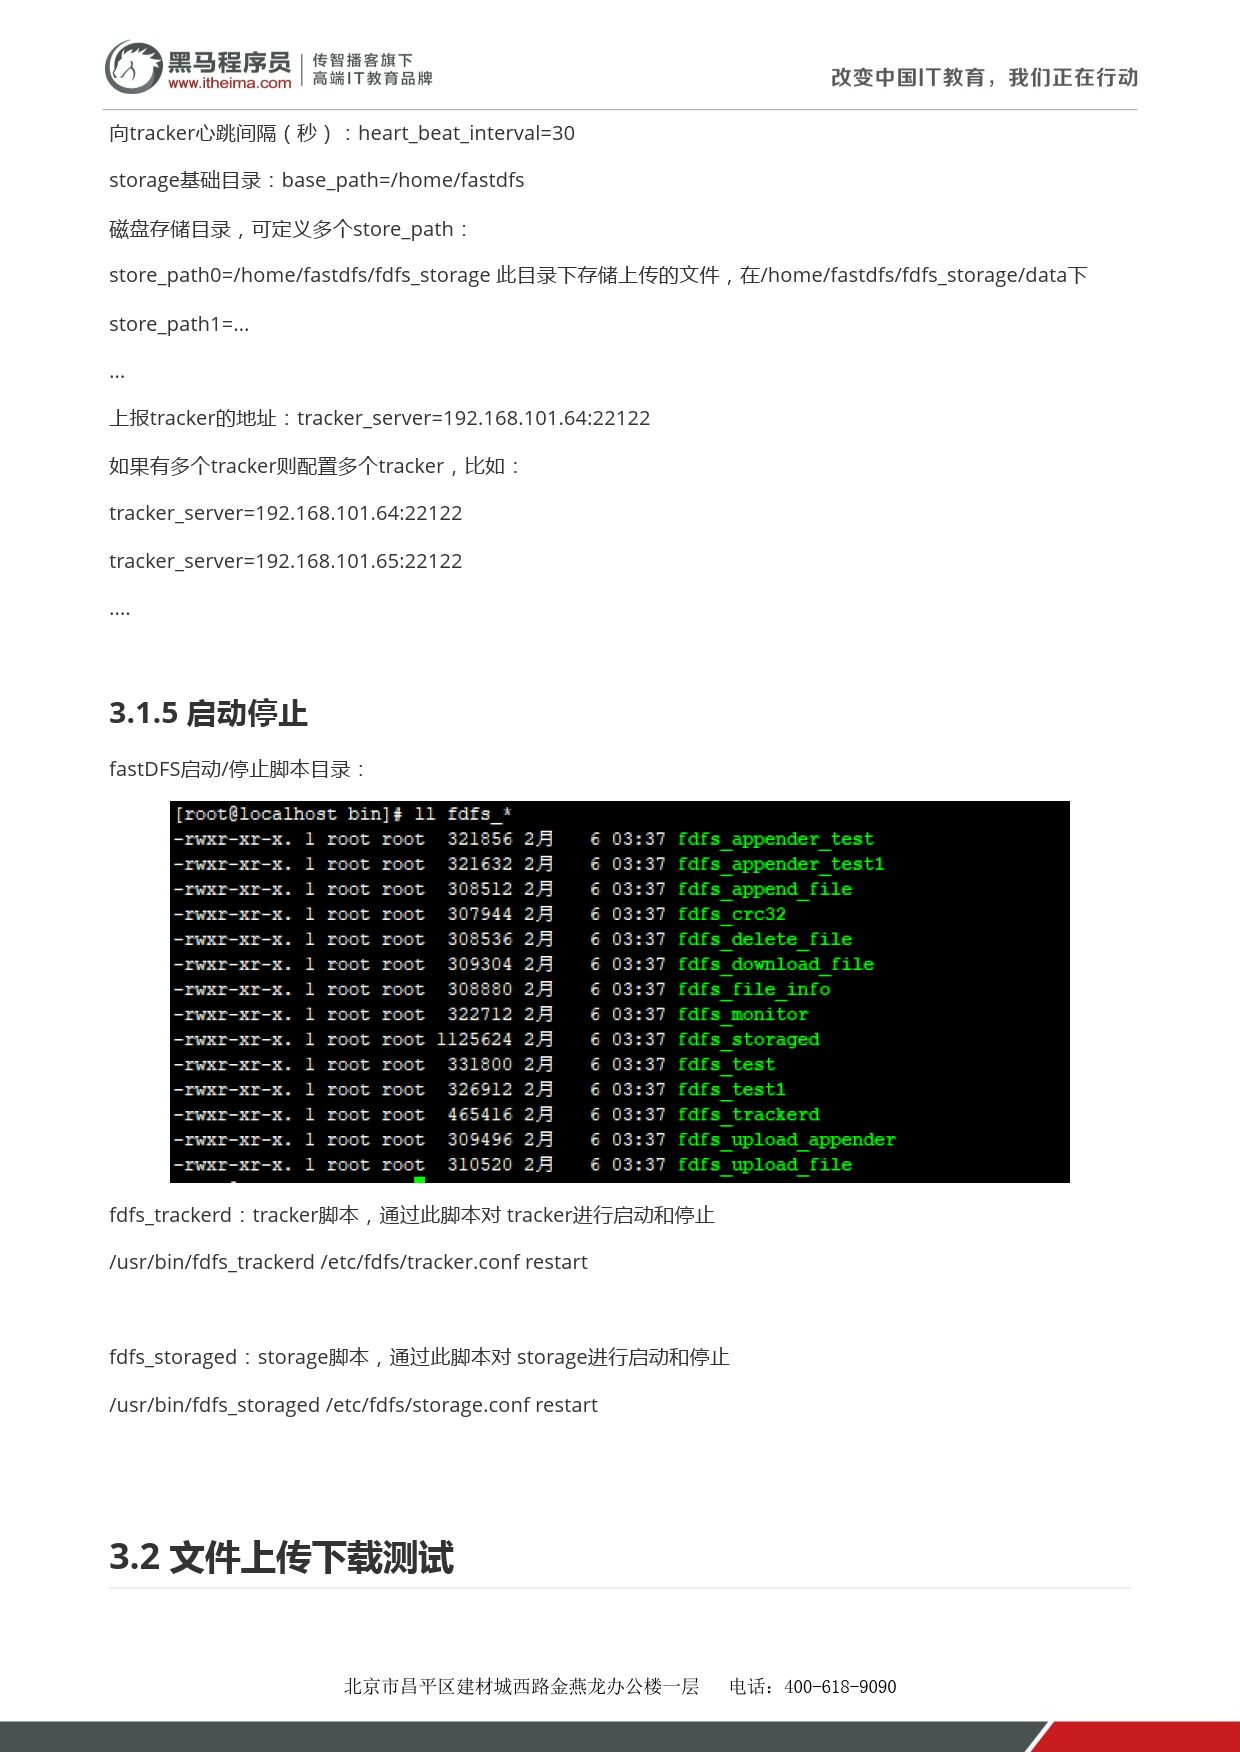 黑马程序员
www.itheima.com
传智播客旗下
高端IT教育品牌
改变中国IT教育，我们正在行动
向tracker心跳间隔（秒）：heart_beat_interval=30
storage基础目录：base_path=/home/fastdfs
磁盘存储目录，可定义多个store_path：
store_path0=/home/fastdfs/fdfs_storage 此目录下存储上传的文件，在/home/fastdfs/fdfs_storage/data下
store_path1=...
...
上报tracker的地址：tracker_server=192.168.101.64:22122
如果有多个tracker则配置多个tracker，比如：
tracker_server=192.168.101.64:22122
tracker_server=192.168.101.65:22122
....
3.1.5 启动停止
fastDFS启动/停止脚本目录：
[root@localhost bin]# ll fdfs_*
-rwxr-xr-x. 1 root root  321856 2月   6 03:37 fdfs_appender_test
-rwxr-xr-x. 1 root root  321632 2月   6 03:37 fdfs_appender_test1
-rwxr-xr-x. 1 root root  308512 2月   6 03:37 fdfs_append_file
-rwxr-xr-x. 1 root root  307944 2月   6 03:37 fdfs_crc32
-rwxr-xr-x. 1 root root  308536 2月   6 03:37 fdfs_delete_file
-rwxr-xr-x. 1 root root  309304 2月   6 03:37 fdfs_download_file
-rwxr-xr-x. 1 root root  308880 2月   6 03:37 fdfs_file_info
-rwxr-xr-x. 1 root root  322712 2月   6 03:37 fdfs_monitor
-rwxr-xr-x. 1 root root 1125624 2月   6 03:37 fdfs_storaged
-rwxr-xr-x. 1 root root  331800 2月   6 03:37 fdfs_test
-rwxr-xr-x. 1 root root  326912 2月   6 03:37 fdfs_test1
-rwxr-xr-x. 1 root root  465416 2月   6 03:37 fdfs_trackerd
-rwxr-xr-x. 1 root root  309496 2月   6 03:37 fdfs_upload_appender
-rwxr-xr-x. 1 root root  310520 2月   6 03:37 fdfs_upload_file
fdfs_trackerd：tracker脚本，通过此脚本对 tracker进行启动和停止
/usr/bin/fdfs_trackerd /etc/fdfs/tracker.conf restart
fdfs_storaged：storage脚本，通过此脚本对 storage进行启动和停止
/usr/bin/fdfs_storaged /etc/fdfs/storage.conf restart
3.2 文件上传下载测试
北京市昌平区建材城西路金燕龙办公楼一层 电话：400-618-9090